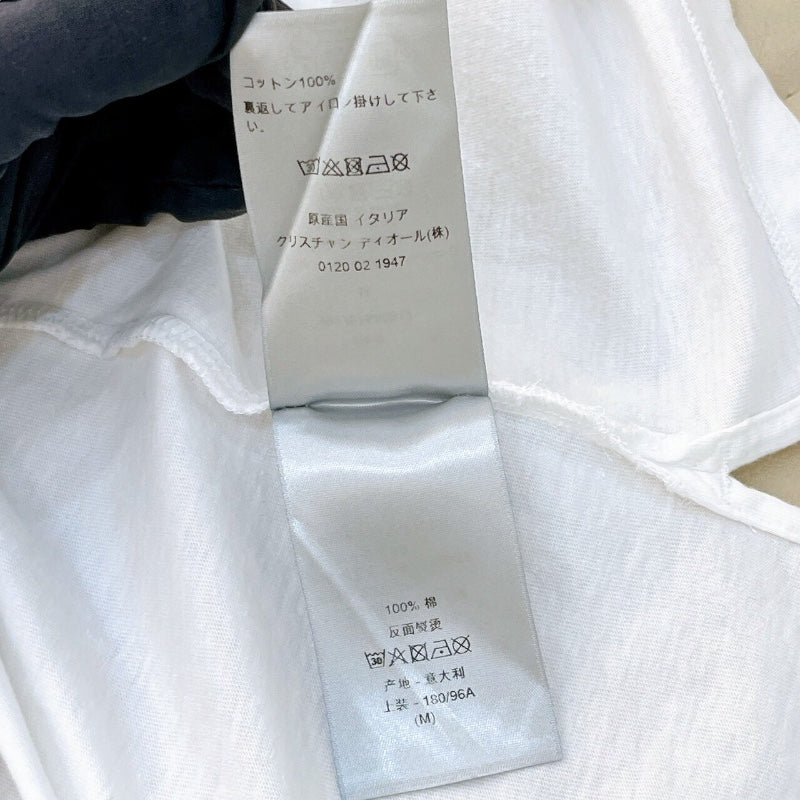 コットン100%
裏返してアイロン掛けして下さ
い。
原産国 イタリア
クリスチャン ディオール(株)
0120 02 1947
100% 棉
反面熨烫
30
产地 - 意大利
上装 - 180/96A
(M)